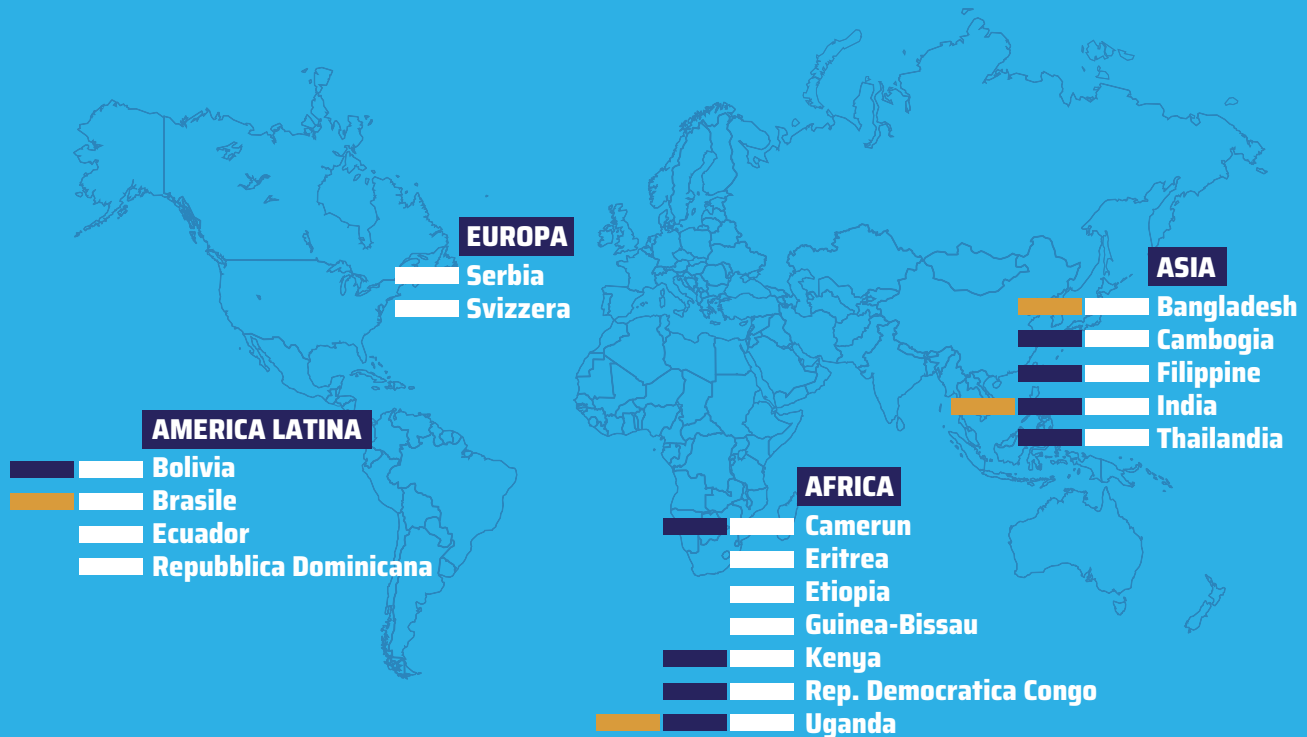 EUROPA
Serbia
Svizzera
ASIA
Bangladesh
Cambogia
Filippine
India
Thailandia
AMERICA LATINA
Bolivia
Brasile
Ecuador
Repubblica Dominicana
AFRICA
Camerun
Eritrea
Etiopia
Guinea-Bissau
Kenya
Rep. Democratica Congo
Uganda